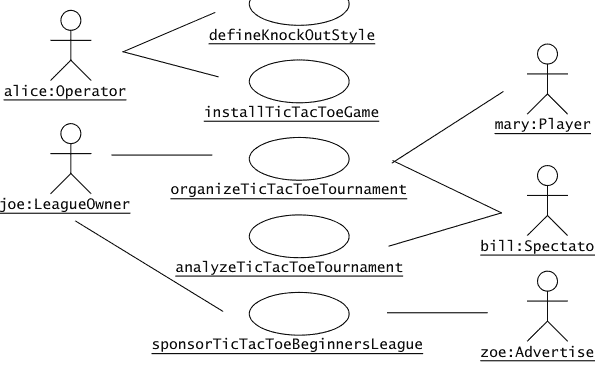 defineKnockOutStyle
alice:Operator
installTicTacToeGame
mary:Player
organizeTicTacToeTournament
joe:LeagueOwner
bill:Spectato
analyzeTicTacToeTournament
sponsorTicTacToeBeginnersLeague
zoe:Advertise